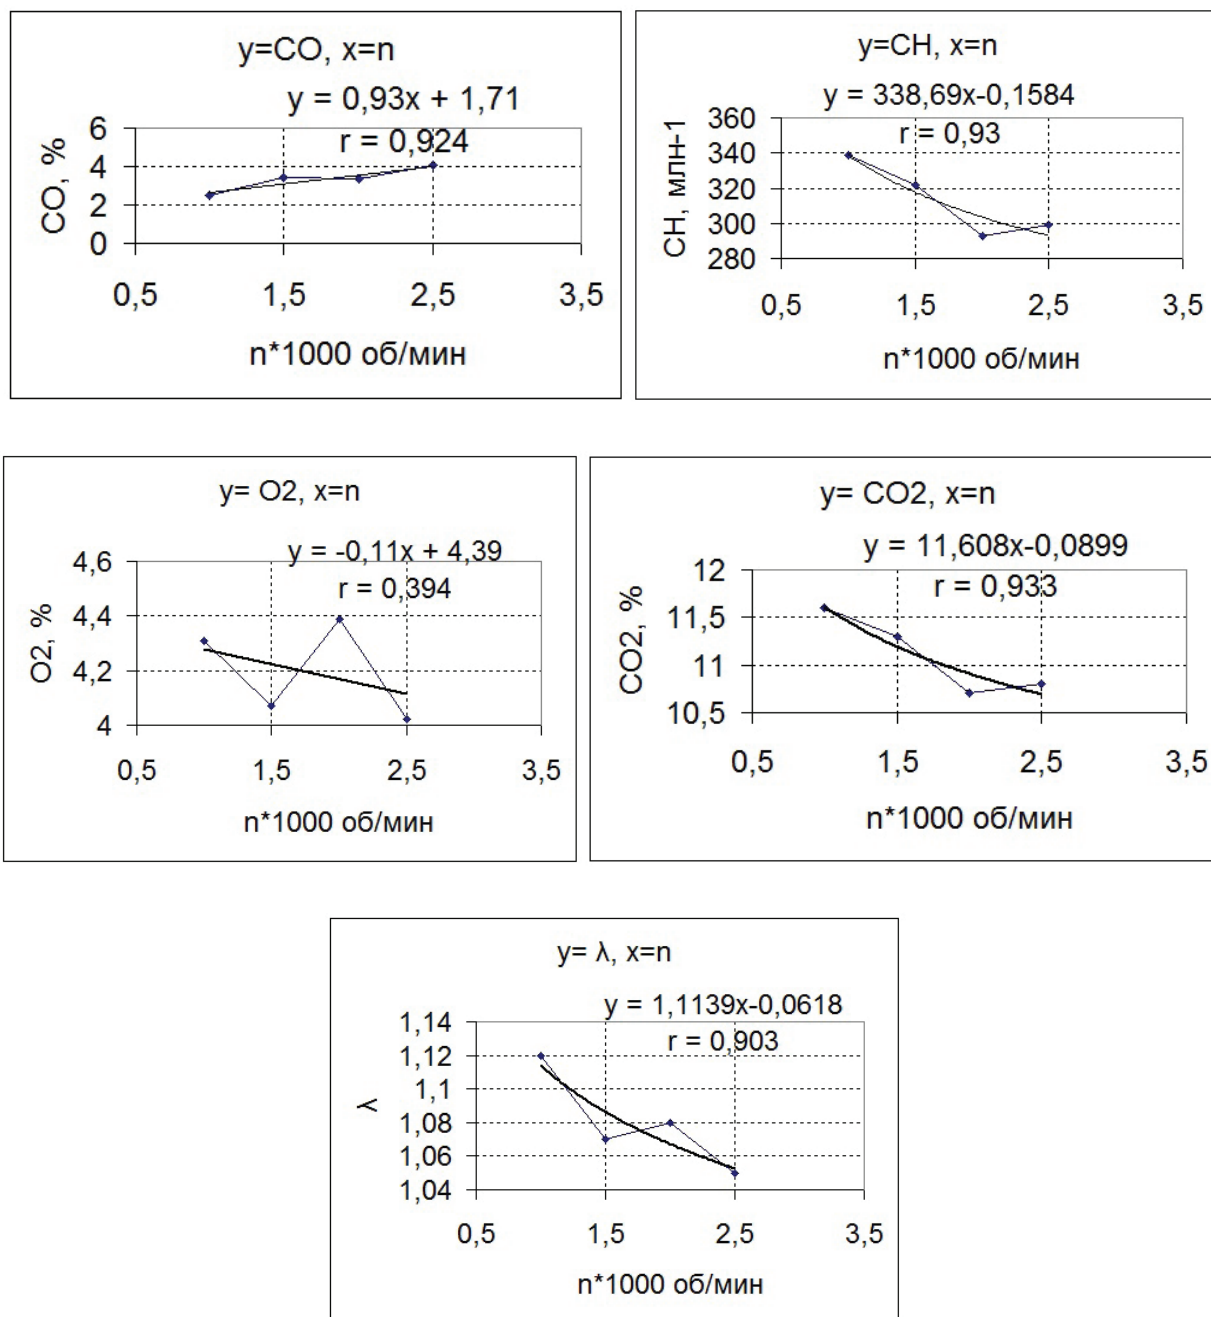 y=CO, x=n
y = 0,93x + 1,71
r = 0,924
CO, %
6
4
2
0
0,5 1,5 2,5 3,5
n*1000 об/мин
y=CH, x=n
y = 338,69x-0,1584
r = 0,93
CH, млн-1
360
340
320
300
280
0,5 1,5 2,5 3,5
n*1000 об/мин
y= O2, x=n
y = -0,11x + 4,39
r = 0,394
O2, %
4,6
4,4
4,2
4
0,5 1,5 2,5 3,5
n*1000 об/мин
y= CO2, x=n
y = 11,608x-0,0899
r = 0,933
CO2, %
12
11,5
11
10,5
0,5 1,5 2,5 3,5
n*1000 об/мин
y= λ, x=n
y = 1,1139x-0,0618
r = 0,903
λ
1,14
1,12
1,1
1,08
1,06
1,04
0,5 1,5 2,5 3,5
n*1000 об/мин